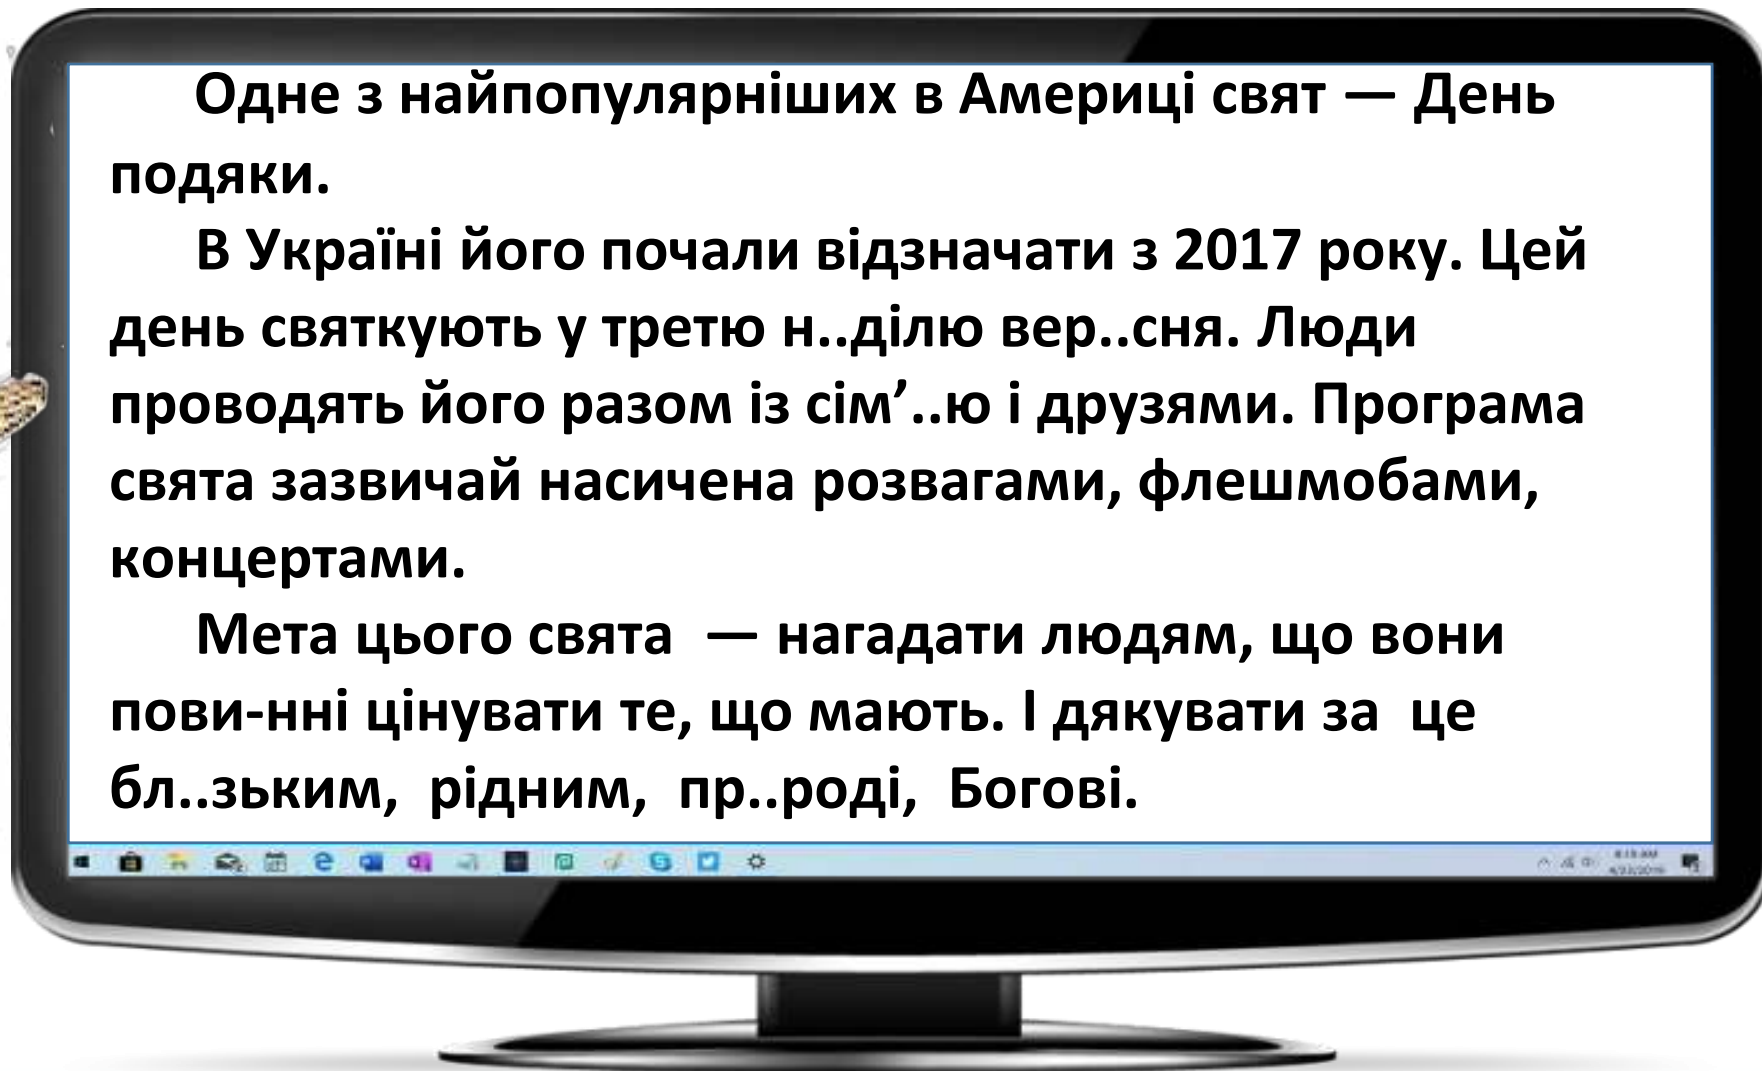 Одне з найпопулярніших в Америці свят — День
подяки.
В Україні його почали відзначати з 2017 року. Цей
день святкують у третю н..ділю вер..сня. Люди
проводять його разом із сім’..ю і друзями. Програма
свята зазвичай насичена розвагами, флешмобами,
концертами.
Мета цього свята — нагадати людям, що вони
пови-нні цінувати те, що мають. І дякувати за це
бл..зьким, рідним, пр..роді, Богові.